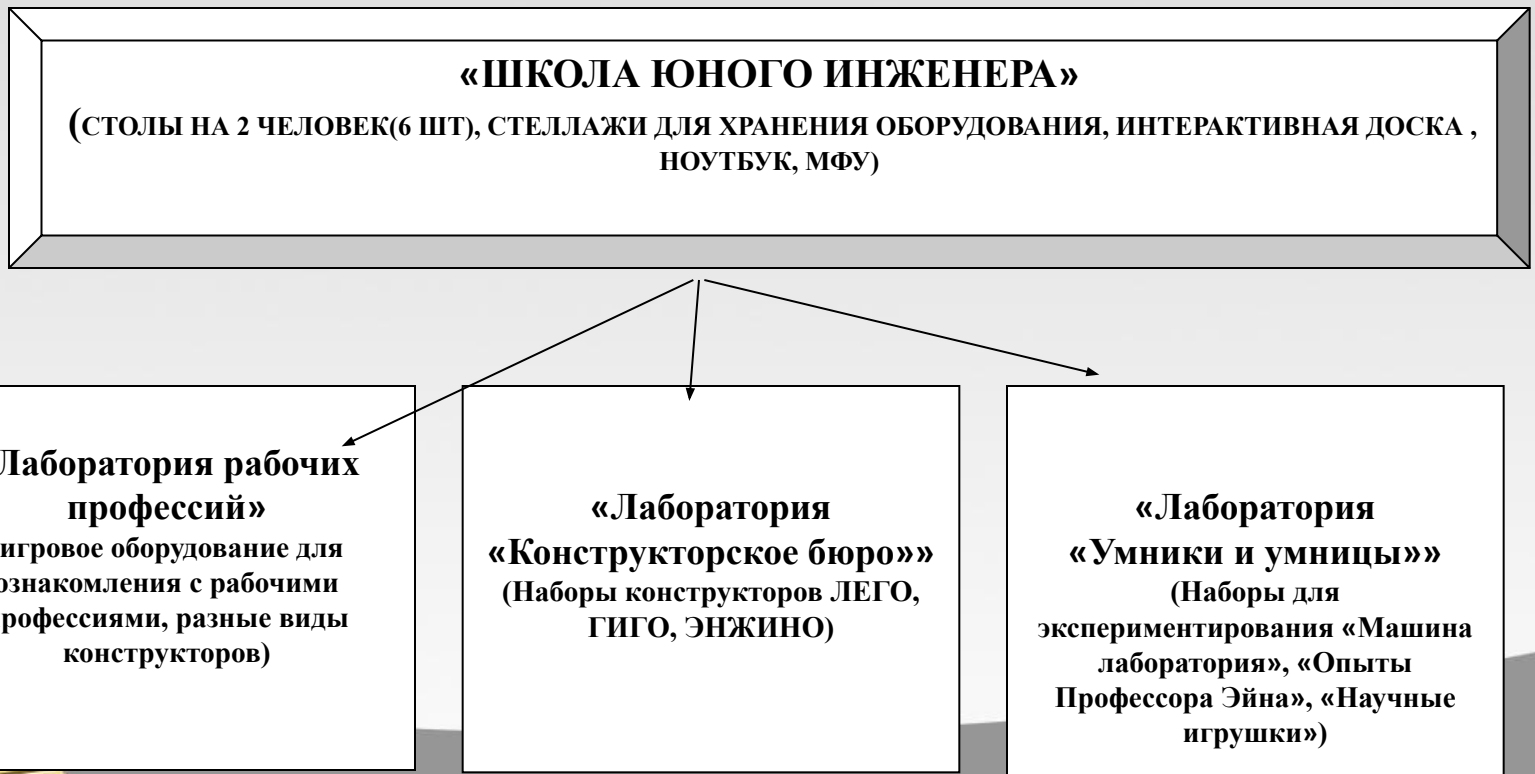 «ШКОЛА ЮНОГО ИНЖЕНЕРА»
(СТОЛЫ НА 2 ЧЕЛОВЕК(6 ШТ), СТЕЛЛАЖИ ДЛЯ ХРАНЕНИЯ ОБОРУДОВАНИЯ, ИНТЕРАКТИВНАЯ ДОСКА ,
НОУТБУК, МФУ)
Лаборатория рабочих
профессий»
игровое оборудование для
ознакомления с рабочими
рофессиями, разные виды
конструкторов)
«Лаборатория
«Конструкторское бюро»»
(Наборы конструкторов ЛЕГО,
ГИГО, ЭНЖИНО)
«Лаборатория
«Умники и умницы»»
(Наборы для
экспериментирования «Машина
лаборатория», «Опыты
Профессора Эйна», «Научные
игрушки»)